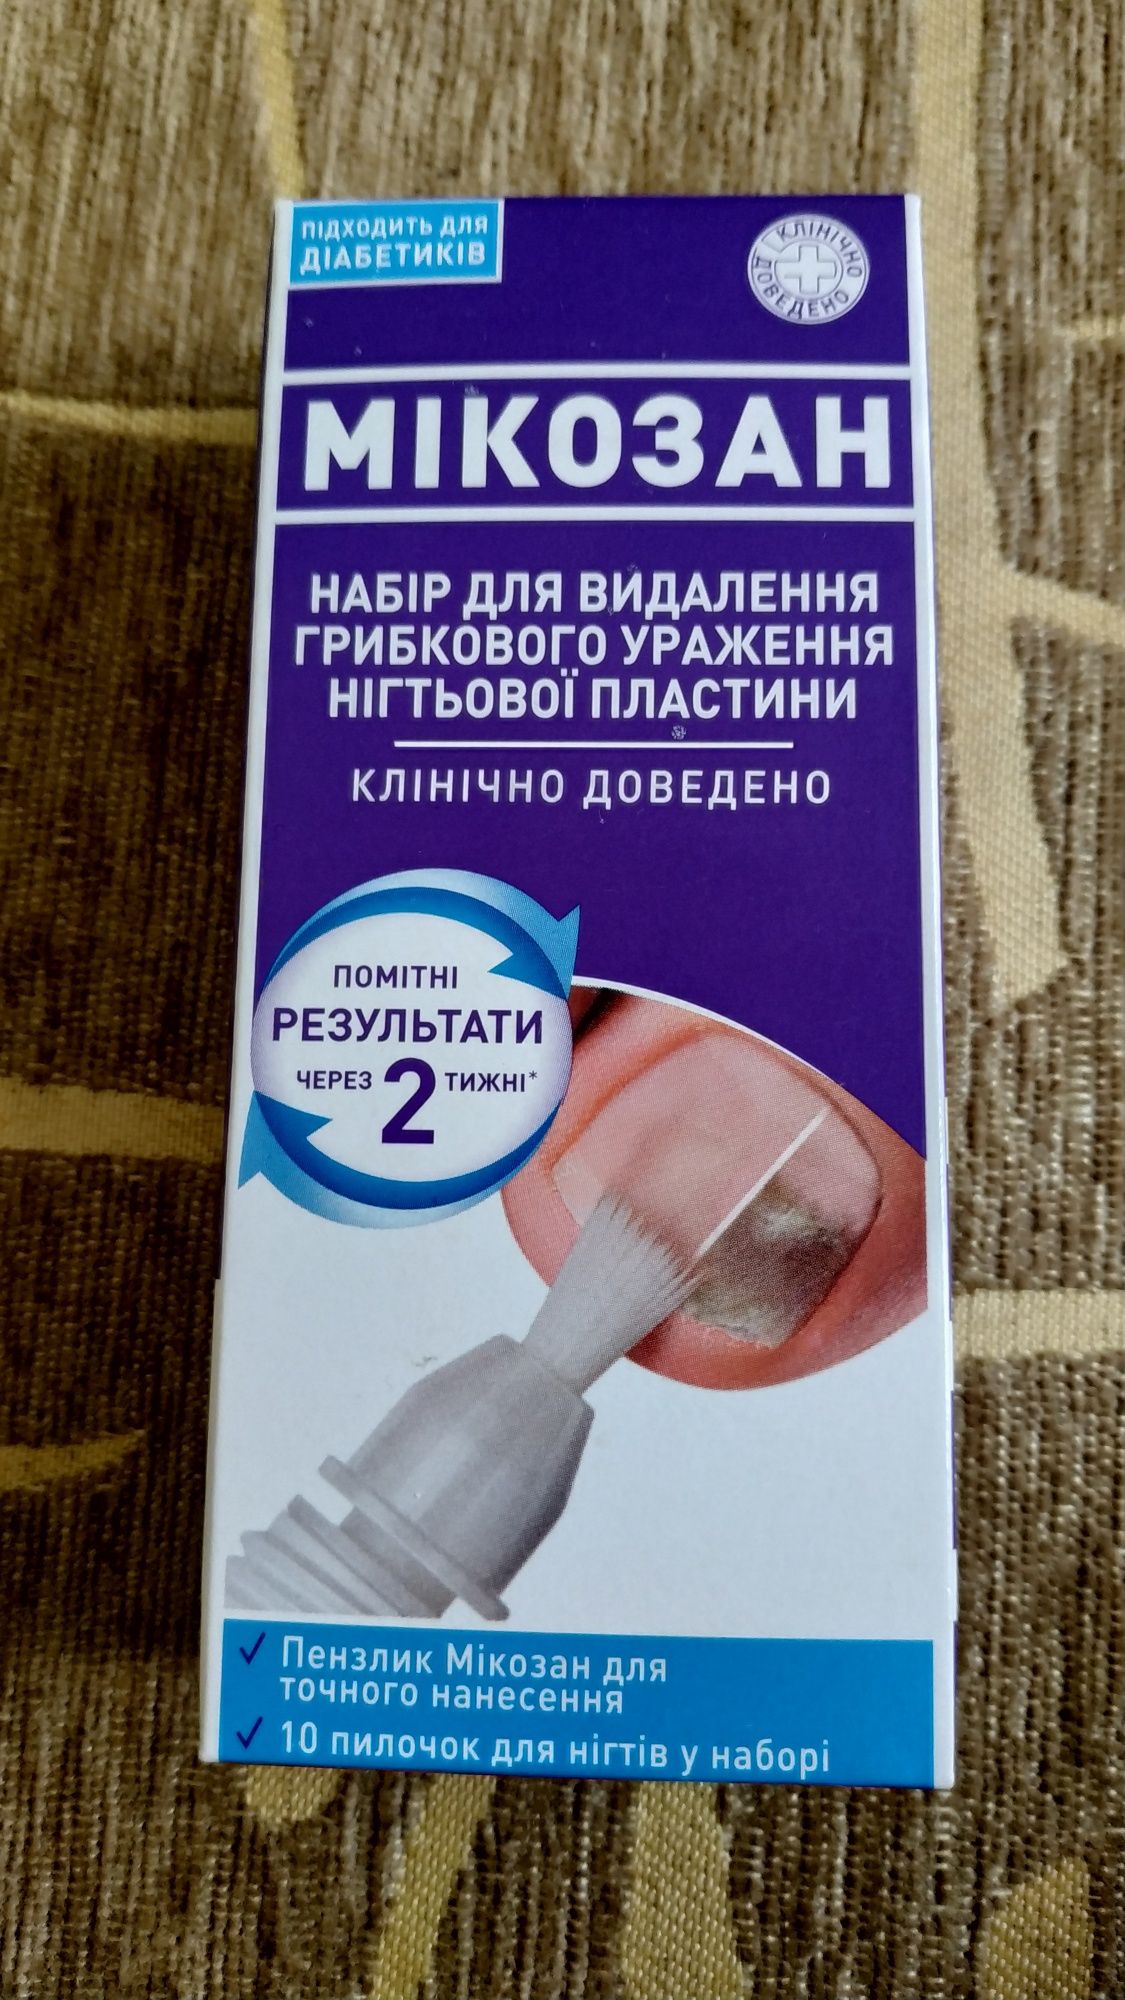 ПІДХОДИТЬ ДЛЯ
ДІАБЕТИКІВ
КЛІНІЧНО
ДОВЕДЕНО
МІКОЗАН
НАБІР ДЛЯ ВИДАЛЕННЯ
ГРИБКОВОГО УРАЖЕННЯ
НІГТЬОВОЇ ПЛАСТИНИ
КЛІНІЧНО ДОВЕДЕНО
ПОМІТНІ
РЕЗУЛЬТАТИ
ЧЕРЕЗ 2 ТИЖНІ*
✓ Пензлик Мікозан для
точного нанесення
✓ 10 пилочок для нігтів у наборі